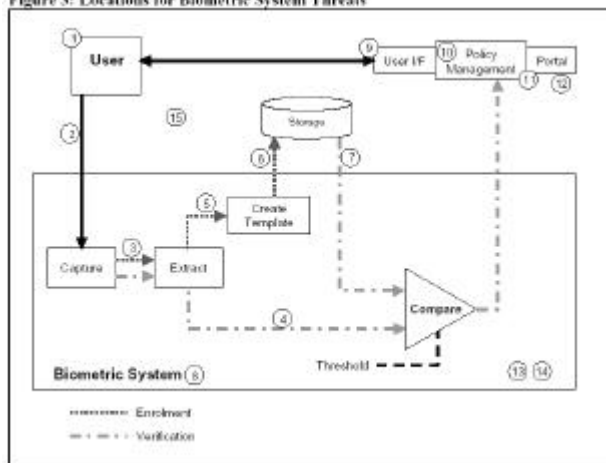 Figure 3: Locations for Biometric System Threats
1
User
9
User I/F
10
Policy
Management
11
Portal
12
2
15
Storage
6
7
5
Create
Template
3
Capture
Extract
4
Compare
Threshold
Biometric System
8
13
14
Enrolment
Verification